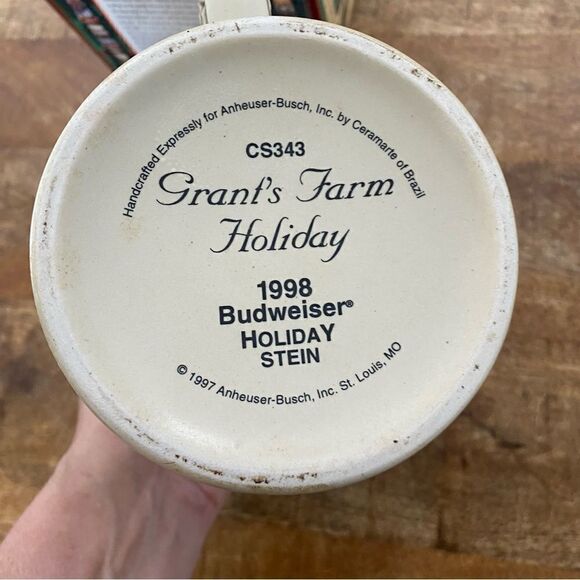 Handcrafted Expressly for Anheuser-Busch, Inc. by Ceramarte of Brazil
CS343
Grant's Farm
Holiday
1998
Budweiser®
HOLIDAY
STEIN
© 1997 Anheuser-Busch, Inc. St. Louis, MO